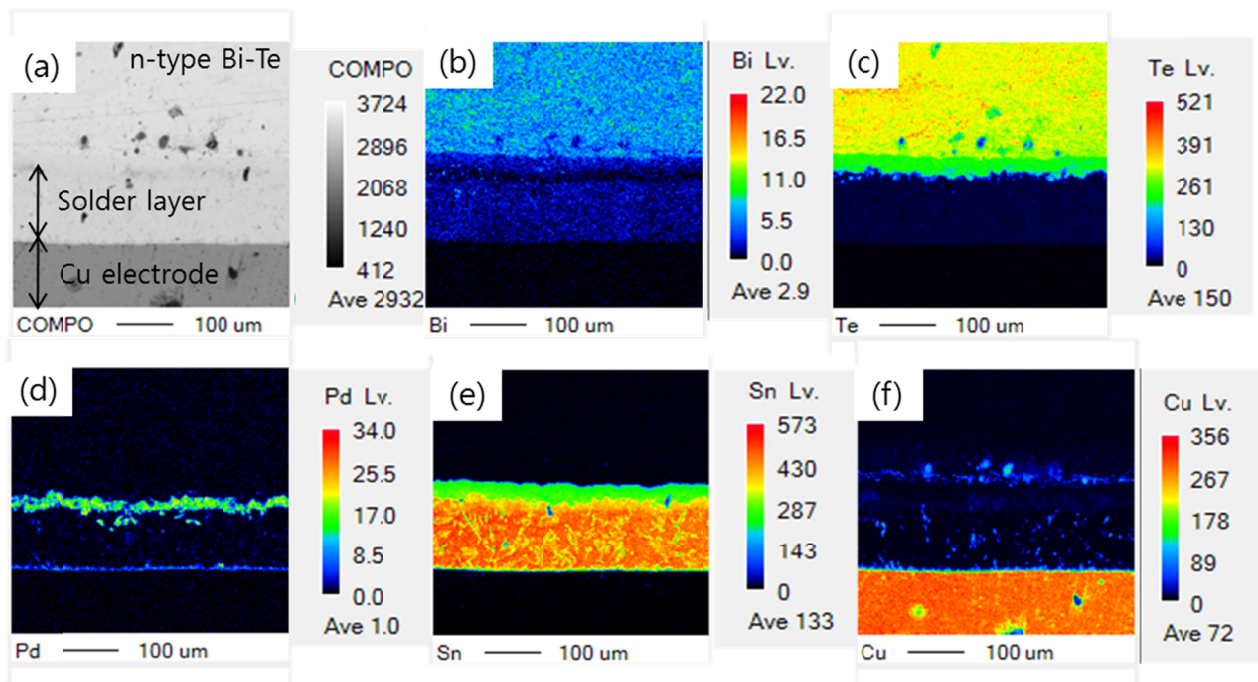 (a)
n-type Bi-Te
Solder layer
Cu electrode
COMPO 100 um
COMPO
3724
2896
2068
1240
412
Ave 2932
(b)
Bi 100 um
Bi Lv.
22.0
16.5
11.0
5.5
0.0
Ave 2.9
(c)
Te 100 um
Te Lv.
521
391
261
130
0
Ave 150
(d)
Pd 100 um
Pd Lv.
34.0
25.5
17.0
8.5
0.0
Ave 1.0
(e)
Sn 100 um
Sn Lv.
573
430
287
143
0
Ave 133
(f)
Cu 100 um
Cu Lv.
356
267
178
89
0
Ave 72